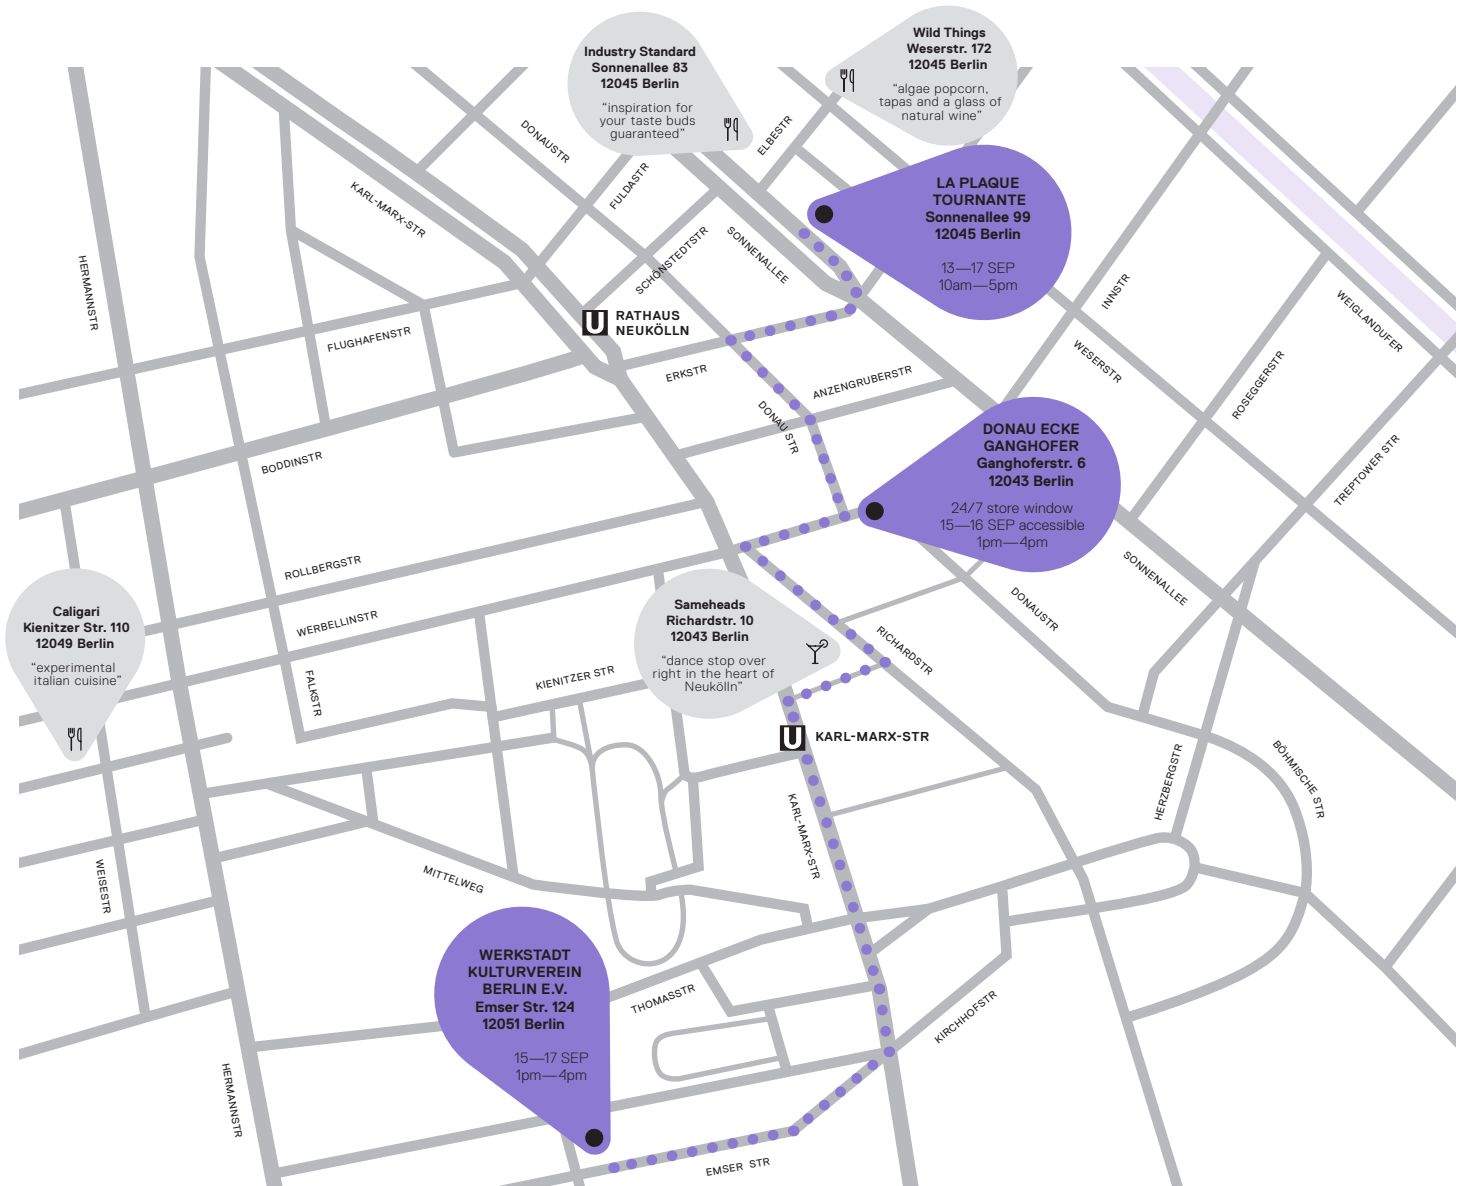 Industry Standard
Sonnenallee 83
12045 Berlin
“inspiration for
your taste buds
guaranteed”
Wild Things
Weserstr. 172
12045 Berlin
“algae popcorn,
tapas and a glass of
natural wine”
DONAUSTR
FULDASTR
ELBESTR
KARL-MARX-STR
LA PLAQUE
TOURNANTE
Sonnenallee 99
12045 Berlin
13—17 SEP
10am—5pm
HERMANNSTR
SCHÖNSTEDTSTR
SONNENALLEE
INNSTR
WEIGLANDUFER
U
RATHAUS
NEUKÖLLN
FLUGHAFENSTR
ERKSTR
ANZENGRUBERSTR
WESERSTR
ROSEGGERSTR
DONAU STR
BODDINSTR
DONAU ECKE
GANGHOFER
Ganghoferstr. 6
12043 Berlin
24/7 store window
15—16 SEP accessible
1pm—4pm
TREPTOWER STR
ROLLBERGSTR
SONNENALLEE
DONAUSTR
WERBELLINSTR
Caligari
Kienitzer Str. 110
12049 Berlin
“experimental
italian cuisine”
Sameheads
Richardstr. 10
12043 Berlin
“dance stop over
right in the heart of
Neukölln”
RICHARDSTR
FALKSTR
KIENITZER STR
U
KARL-MARX-STR
HERZBERGSTR
BÖHMISCHE STR
KARL-MARX-STR
WEISESTR
MITTELWEG
WERKSTADT
KULTURVEREIN
BERLIN E.V.
Emser Str. 124
12051 Berlin
15—17 SEP
1pm—4pm
THOMASSTR
KIRCHHOFSTR
HERMANNSTR
EMSER STR